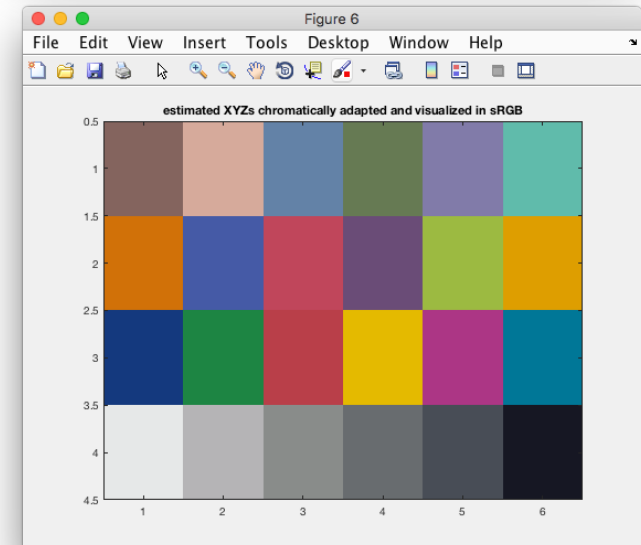 Figure 6
File Edit View Insert Tools Desktop Window Help
estimated XYZs chromatically adapted and visualized in sRGB
0.5
1
1.5
2
2.5
3
3.5
4
4.5
1 2 3 4 5 6